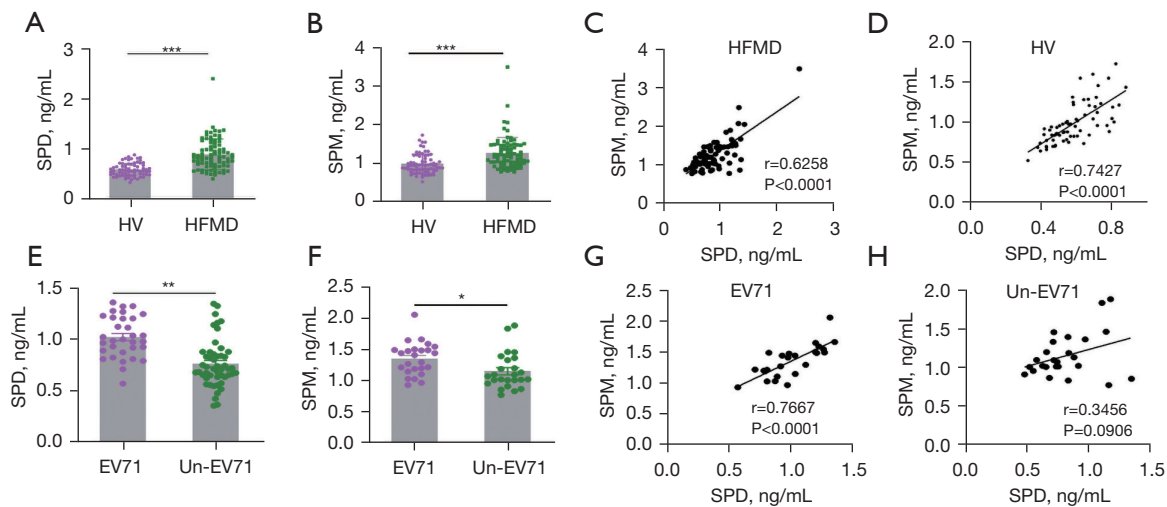 A
SPD, ng/mL
3
2
1
0
***
HV
HFMD
B
SPM, ng/mL
4
3
2
1
0
***
HV
HFMD
C
HFMD
SPM, ng/mL
4
3
2
1
0
r=0.6258
P<0.0001
0
1
2
3
SPD, ng/mL
D
HV
SPM, ng/mL
2.0
1.5
1.0
0.5
0.0
r=0.7427
P<0.0001
0.0
0.4
0.6
0.8
SPD, ng/mL
E
SPD, ng/mL
1.5
1.0
0.5
0.0
**
EV71
Un-EV71
F
SPM, ng/mL
2.5
2.0
1.5
1.0
0.5
0.0
*
EV71
Un-EV71
G
EV71
SPM, ng/mL
2.5
2.0
1.5
1.0
0.5
0.0
r=0.7667
P<0.0001
0.0
0.5
1.0
1.5
SPD, ng/mL
H
Un-EV71
SPM, ng/mL
2.0
1.5
1.0
0.5
0.0
r=0.3456
P=0.0906
0.0
0.5
1.0
1.5
SPD, ng/mL